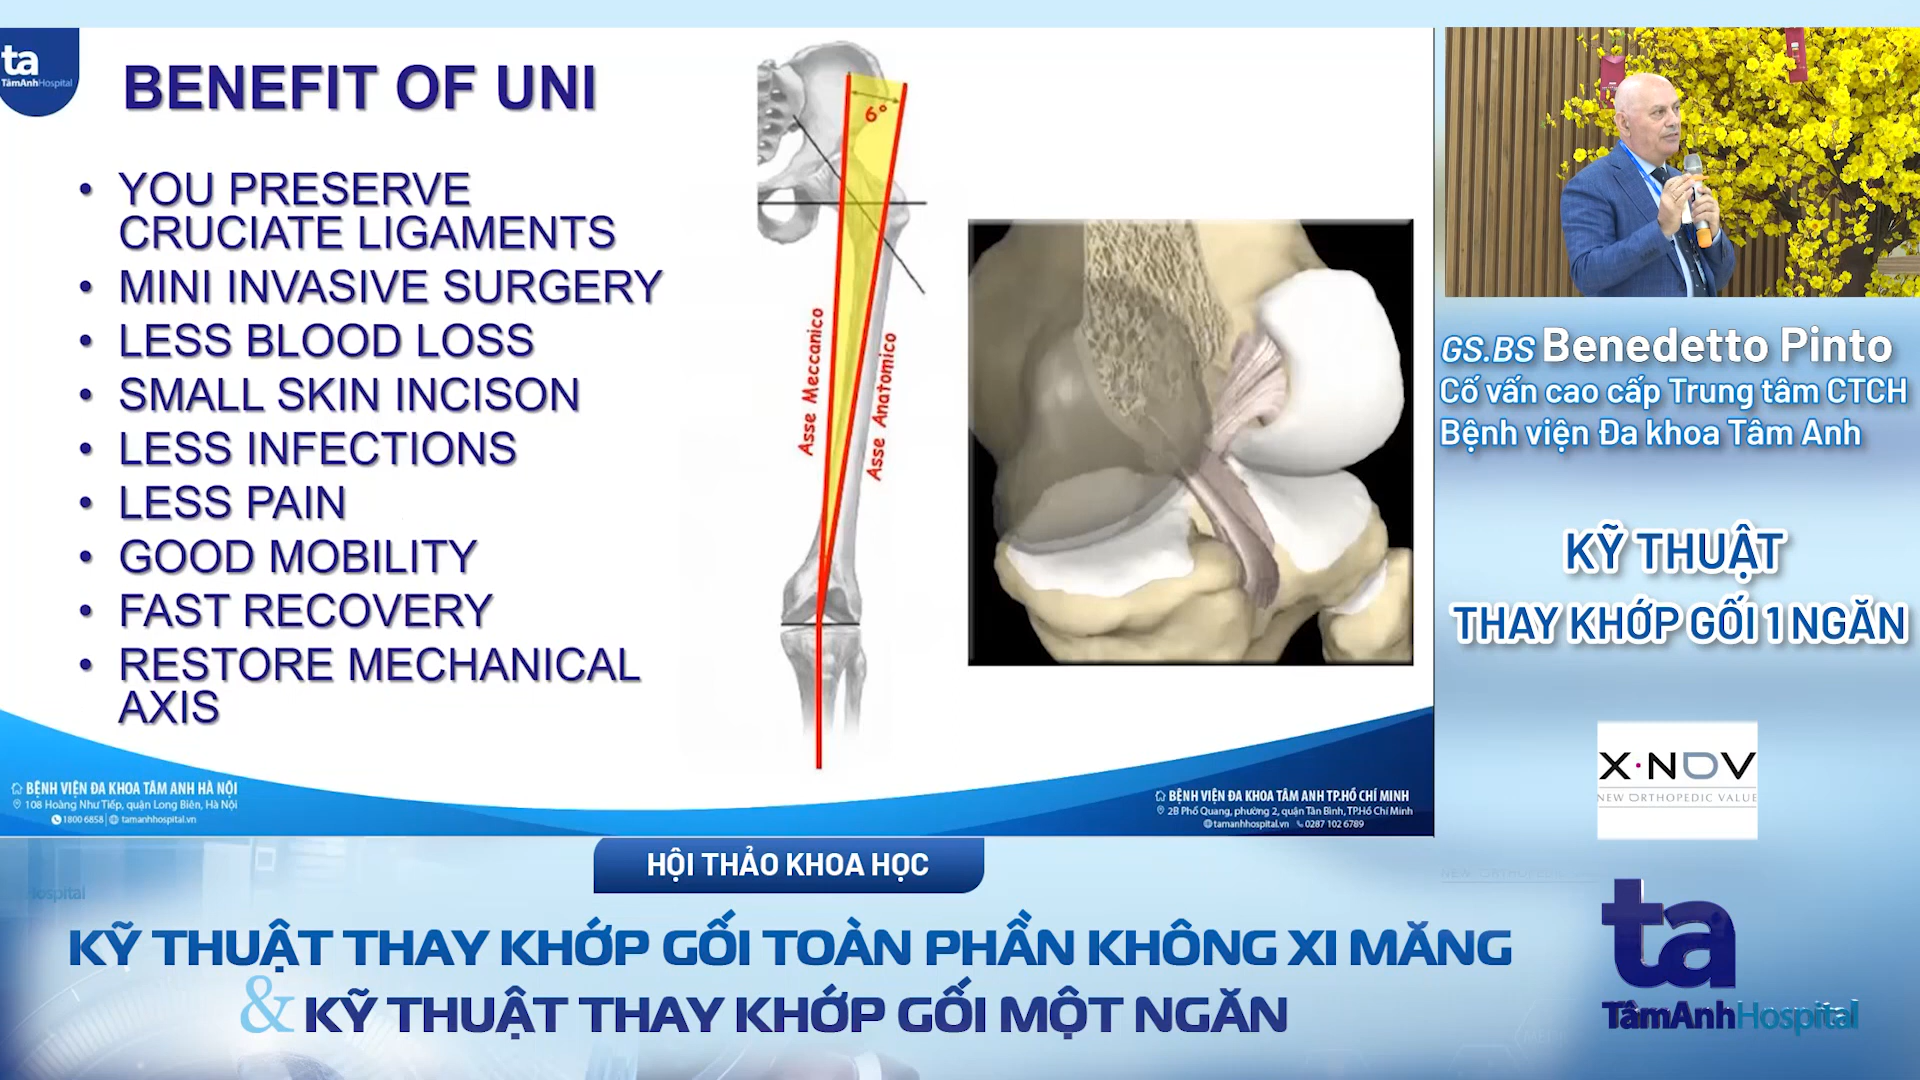 ta
TâmAnhHospital
BENEFIT OF UNI
• YOU PRESERVE
CRUCIATE LIGAMENTS
• MINI INVASIVE SURGERY
• LESS BLOOD LOSS
• SMALL SKIN INCISON
• LESS INFECTIONS
• LESS PAIN
• GOOD MOBILITY
• FAST RECOVERY
• RESTORE MECHANICAL
AXIS
6°
Asse Meccanico
Asse Anatomico
BỆNH VIỆN ĐA KHOA TÂM ANH HÀ NỘI
108 Hoàng Như Tiếp, quận Long Biên, Hà Nội
1800 6858 | tamanhhospital.vn
BỆNH VIỆN ĐA KHOA TÂM ANH TP.HỒ CHÍ MINH
2B Phổ Quang, phường 2, quận Tân Bình, TP.Hồ Chí Minh
tamanhhospital.vn 0287 102 6789
GS.BS Benedetto Pinto
Cố vấn cao cấp Trung tâm CTCH
Bệnh viện Đa khoa Tâm Anh
KỸ THUẬT
THAY KHỚP GỐI 1 NGĂN
X·NOV
NEW ORTHOPEDIC VALUE
HỘI THẢO KHOA HỌC
KỸ THUẬT THAY KHỚP GỐI TOÀN PHẦN KHÔNG XI MĂNG
& KỸ THUẬT THAY KHỚP GỐI MỘT NGĂN
ta
TâmAnhHospital